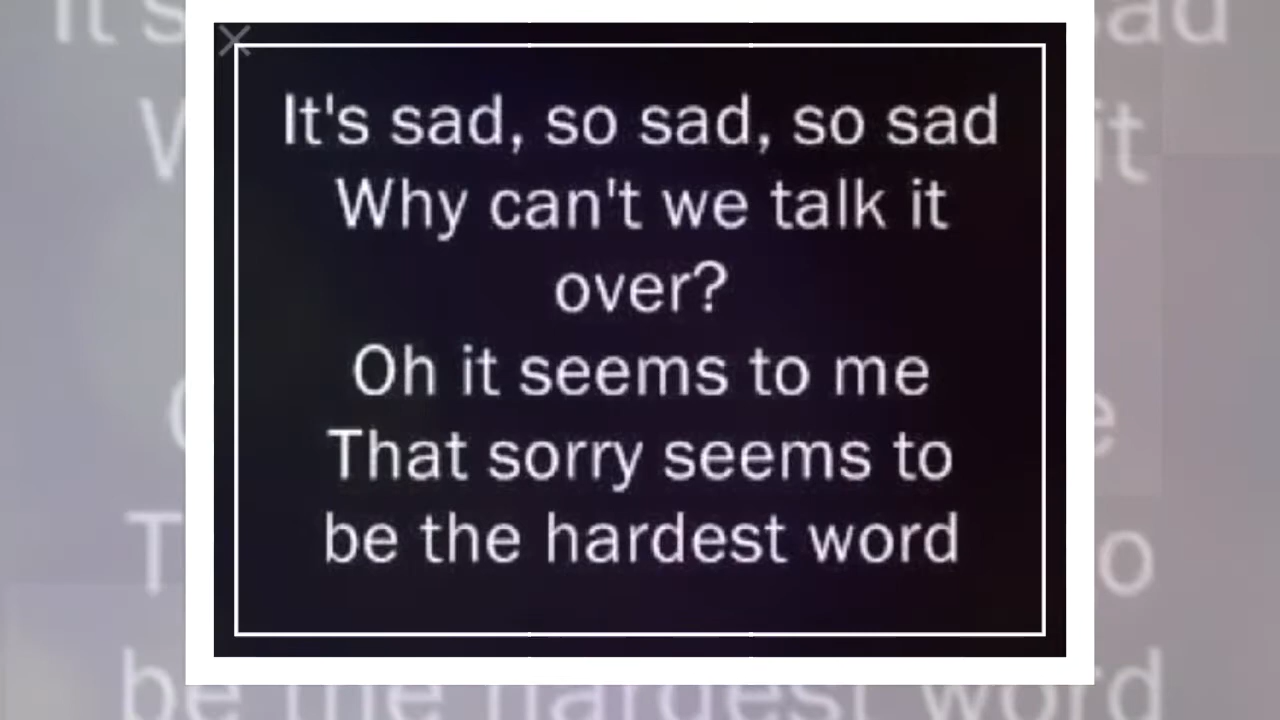 It's sad, so sad, so sad
Why can't we talk it
over?
Oh it seems to me
That sorry seems to
be the hardest word